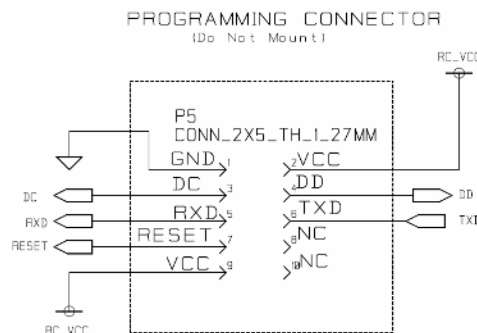 PROGRAMMING CONNECTOR
(Do Not Mount)
RC_VCC
P5
CONN_2X5_TH_1_27MM
GND 1 2 VCC
DC DC 3 4 DD DD
RXD RXD 5 6 TXD TXD
RESET RESET 7 8 NC
VCC 9 10 NC
RC_VCC